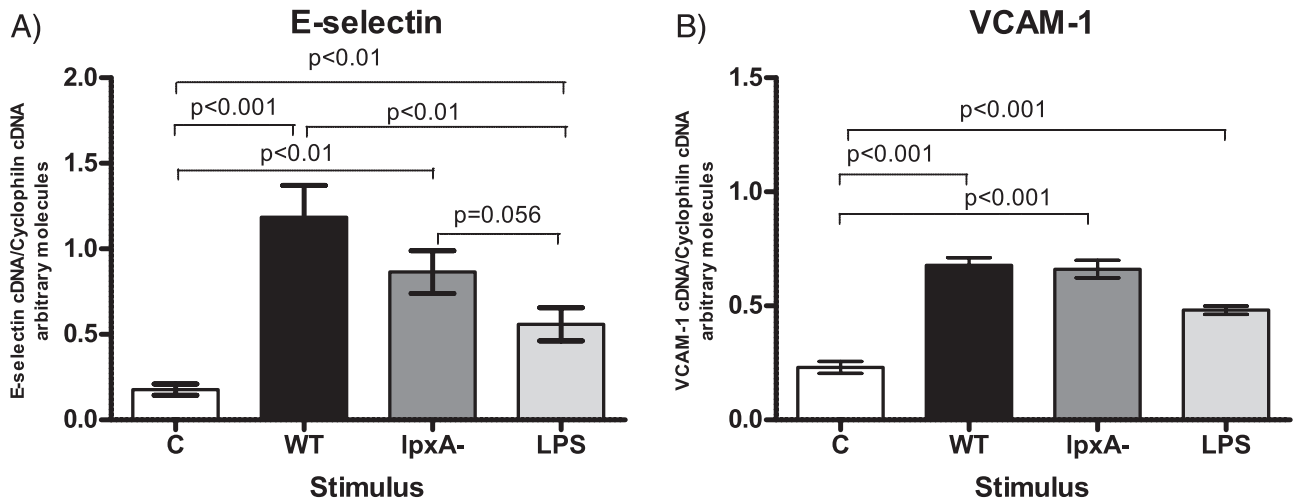 A)
E-selectin
E-selectin cDNA/Cyclophiln cDNA
arbitrary molecules
2.0
1.5
1.0
0.5
0.0
p<0.01
p<0.001
p<0.01
p<0.01
p=0.056
C
WT
lpxA-
LPS
Stimulus
B)
VCAM-1
VCAM-1 cDNA/Cyclophiln cDNA
arbitrary molecules
1.5
1.0
0.5
0.0
p<0.001
p<0.001
p<0.001
C
WT
lpxA-
LPS
Stimulus